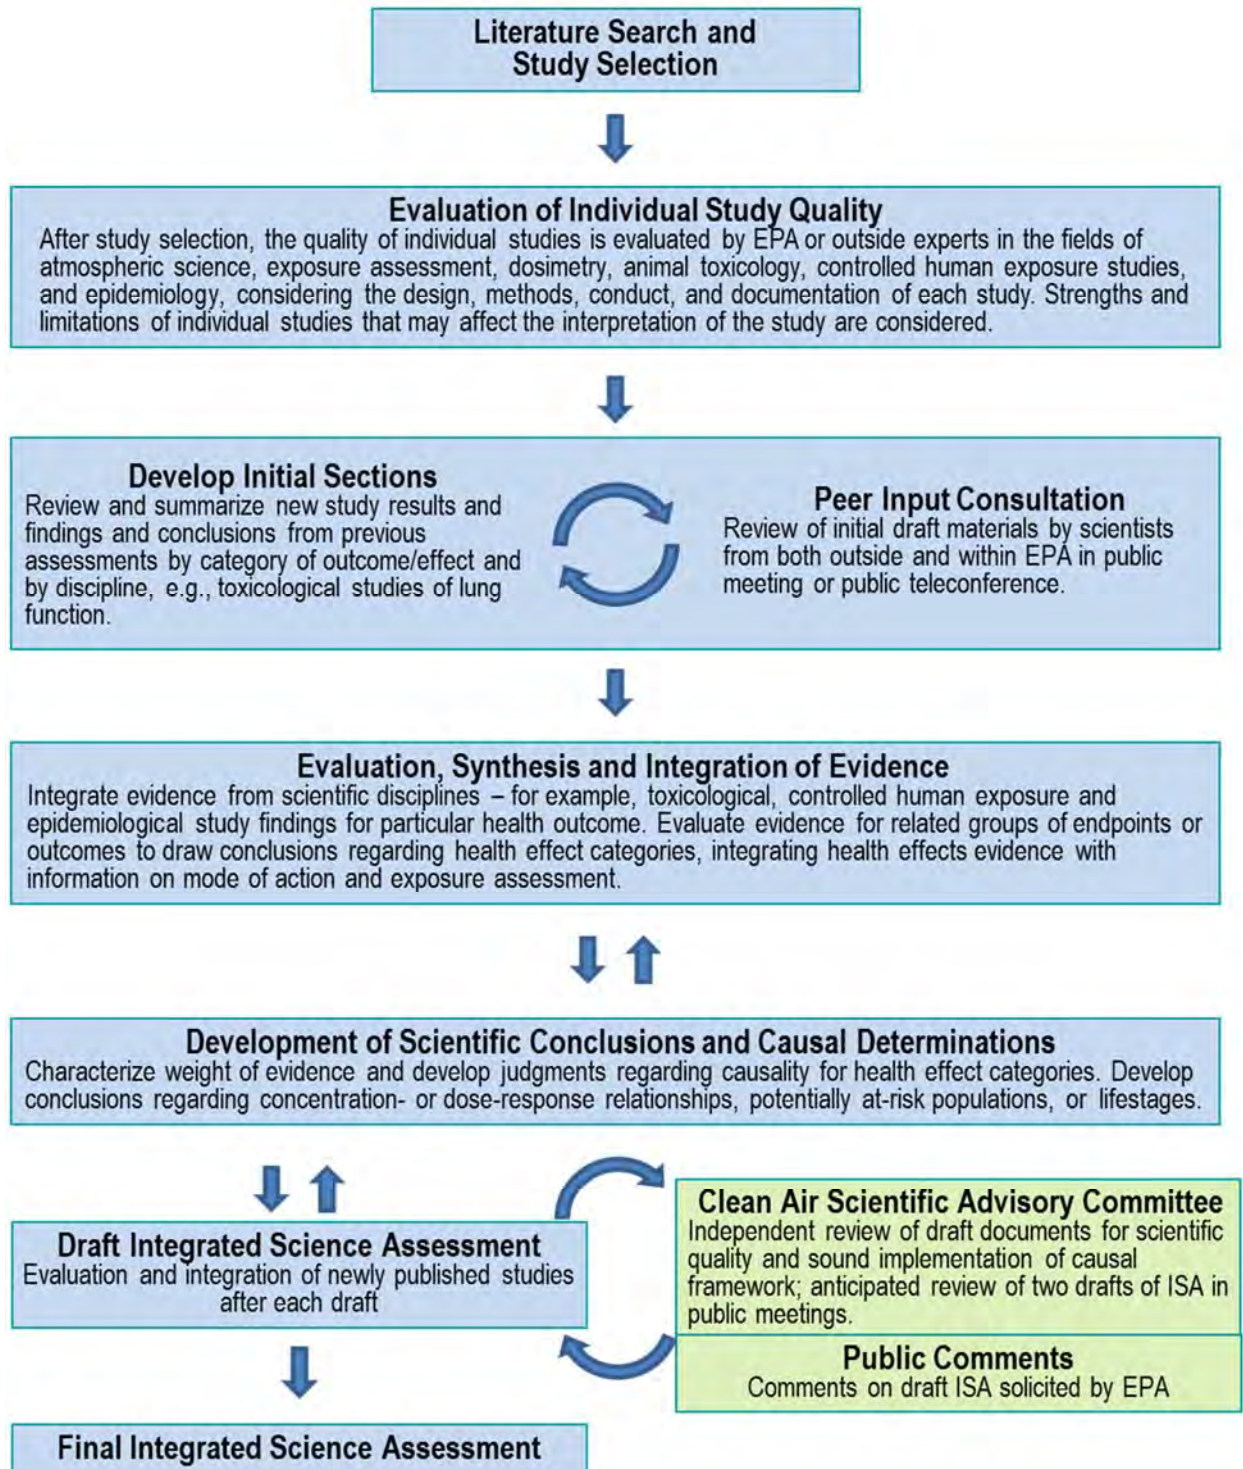 Literature Search and
Study Selection
Evaluation of Individual Study Quality
After study selection, the quality of individual studies is evaluated by EPA or outside experts in the fields of
atmospheric science, exposure assessment, dosimetry, animal toxicology, controlled human exposure studies,
and epidemiology, considering the design, methods, conduct, and documentation of each study. Strengths and
limitations of individual studies that may affect the interpretation of the study are considered.
Develop Initial Sections
Review and summarize new study results and
findings and conclusions from previous
assessments by category of outcome/effect and
by discipline, e.g., toxicological studies of lung
function.
Peer Input Consultation
Review of initial draft materials by scientists
from both outside and within EPA in public
meeting or public teleconference.
Evaluation, Synthesis and Integration of Evidence
Integrate evidence from scientific disciplines – for example, toxicological, controlled human exposure and
epidemiological study findings for particular health outcome. Evaluate evidence for related groups of endpoints or
outcomes to draw conclusions regarding health effect categories, integrating health effects evidence with
information on mode of action and exposure assessment.
Development of Scientific Conclusions and Causal Determinations
Characterize weight of evidence and develop judgments regarding causality for health effect categories. Develop
conclusions regarding concentration- or dose-response relationships, potentially at-risk populations, or lifestages.
Draft Integrated Science Assessment
Evaluation and integration of newly published studies
after each draft
Clean Air Scientific Advisory Committee
Independent review of draft documents for scientific
quality and sound implementation of causal
framework; anticipated review of two drafts of ISA in
public meetings.
Public Comments
Comments on draft ISA solicited by EPA
Final Integrated Science Assessment